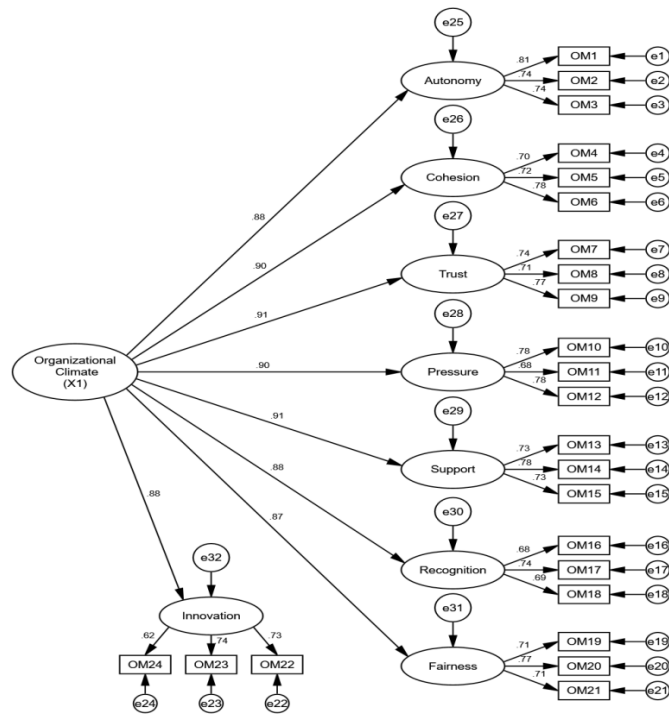 e25
Autonomy
.81
.74
.74
OM1
e1
OM2
e2
OM3
e3
e26
Cohesion
.70
.72
.78
OM4
e4
OM5
e5
OM6
e6
e27
Trust
.74
.71
.77
OM7
e7
OM8
e8
OM9
e9
e28
Pressure
.78
.68
.78
OM10
e10
OM11
e11
OM12
e12
e29
Support
.73
.78
.73
OM13
e13
OM14
e14
OM15
e15
e30
Recognition
.68
.74
.69
OM16
e16
OM17
e17
OM18
e18
e31
Fairness
.71
.77
.71
OM19
e19
OM20
e20
OM21
e21
.88
.90
.91
.90
.91
.88
.87
.88
Organizational
Climate
(X1)
e32
Innovation
.62
.74
.73
OM24
OM23
OM22
e24
e23
e22